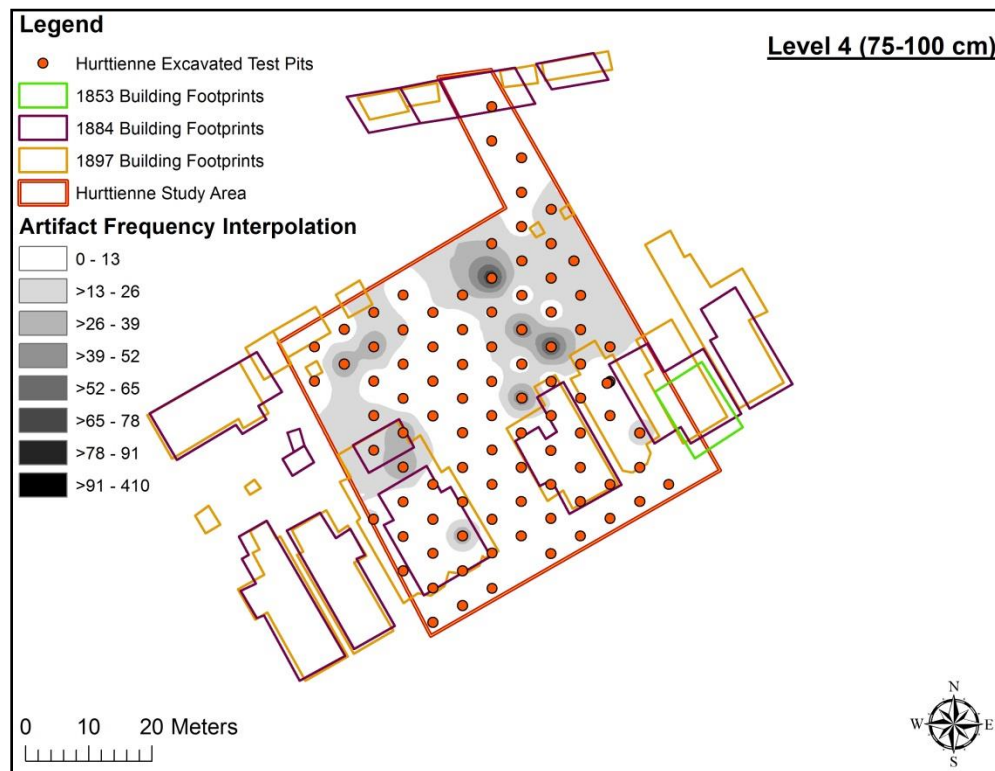 Legend
Level 4 (75-100 cm)
Hurttienne Excavated Test Pits
1853 Building Footprints
1884 Building Footprints
1897 Building Footprints
Hurttienne Study Area
Artifact Frequency Interpolation
0 - 13
>13 - 26
>26 - 39
>39 - 52
>52 - 65
>65 - 78
>78 - 91
>91 - 410
0 10 20 Meters
N
W E
S